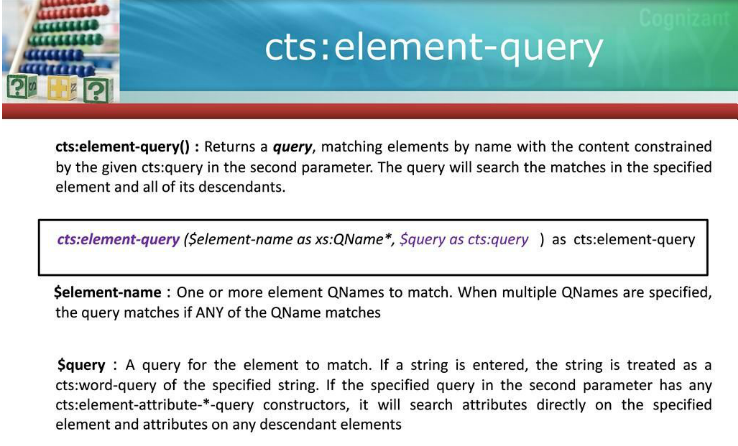 Cognizant
cts:element-query
cts:element-query() : Returns a query, matching elements by name with the content constrained
by the given cts:query in the second parameter. The query will search the matches in the specified
element and all of its descendants.
cts:element-query ($element-name as xs:QName*, $query as cts:query ) as cts:element-query
$element-name : One or more element QNames to match. When multiple QNames are specified,
the query matches if ANY of the QName matches
$query : A query for the element to match. If a string is entered, the string is treated as a
cts:word-query of the specified string. If the specified query in the second parameter has any
cts:element-attribute-*-query constructors, it will search attributes directly on the specified
element and attributes on any descendant elements